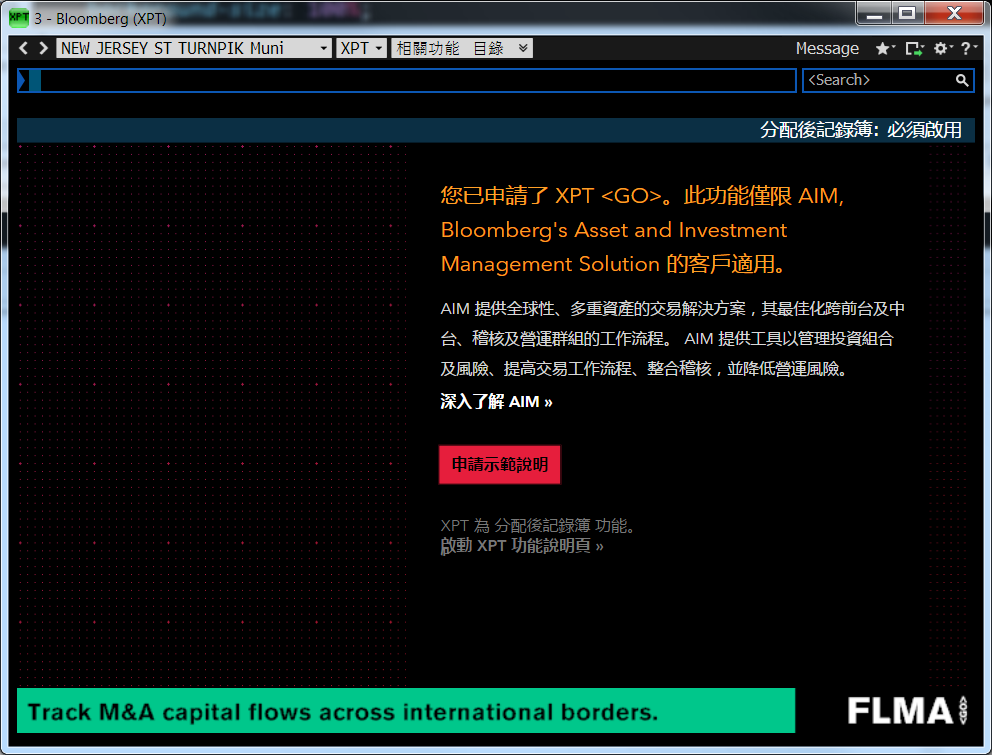 XPT 3 - Bloomberg (XPT)
NEW JERSEY ST TURNPIK Muni XPT 相關功能 目錄 Message ?
<Search>
分配後記錄簿: 必須啟用
您已申請了 XPT <GO>。此功能僅限 AIM,
Bloomberg's Asset and Investment
Management Solution 的客戶適用。
AIM 提供全球性、多重資產的交易解決方案，其最佳化跨前台及中
台、稽核及營運群組的工作流程。 AIM 提供工具以管理投資組合
及風險、提高交易工作流程、整合稽核，並降低營運風險。
深入了解 AIM »
申請示範說明
XPT 為 分配後記錄簿 功能。
啟動 XPT 功能說明頁 »
Track M&A capital flows across international borders.
FLMA